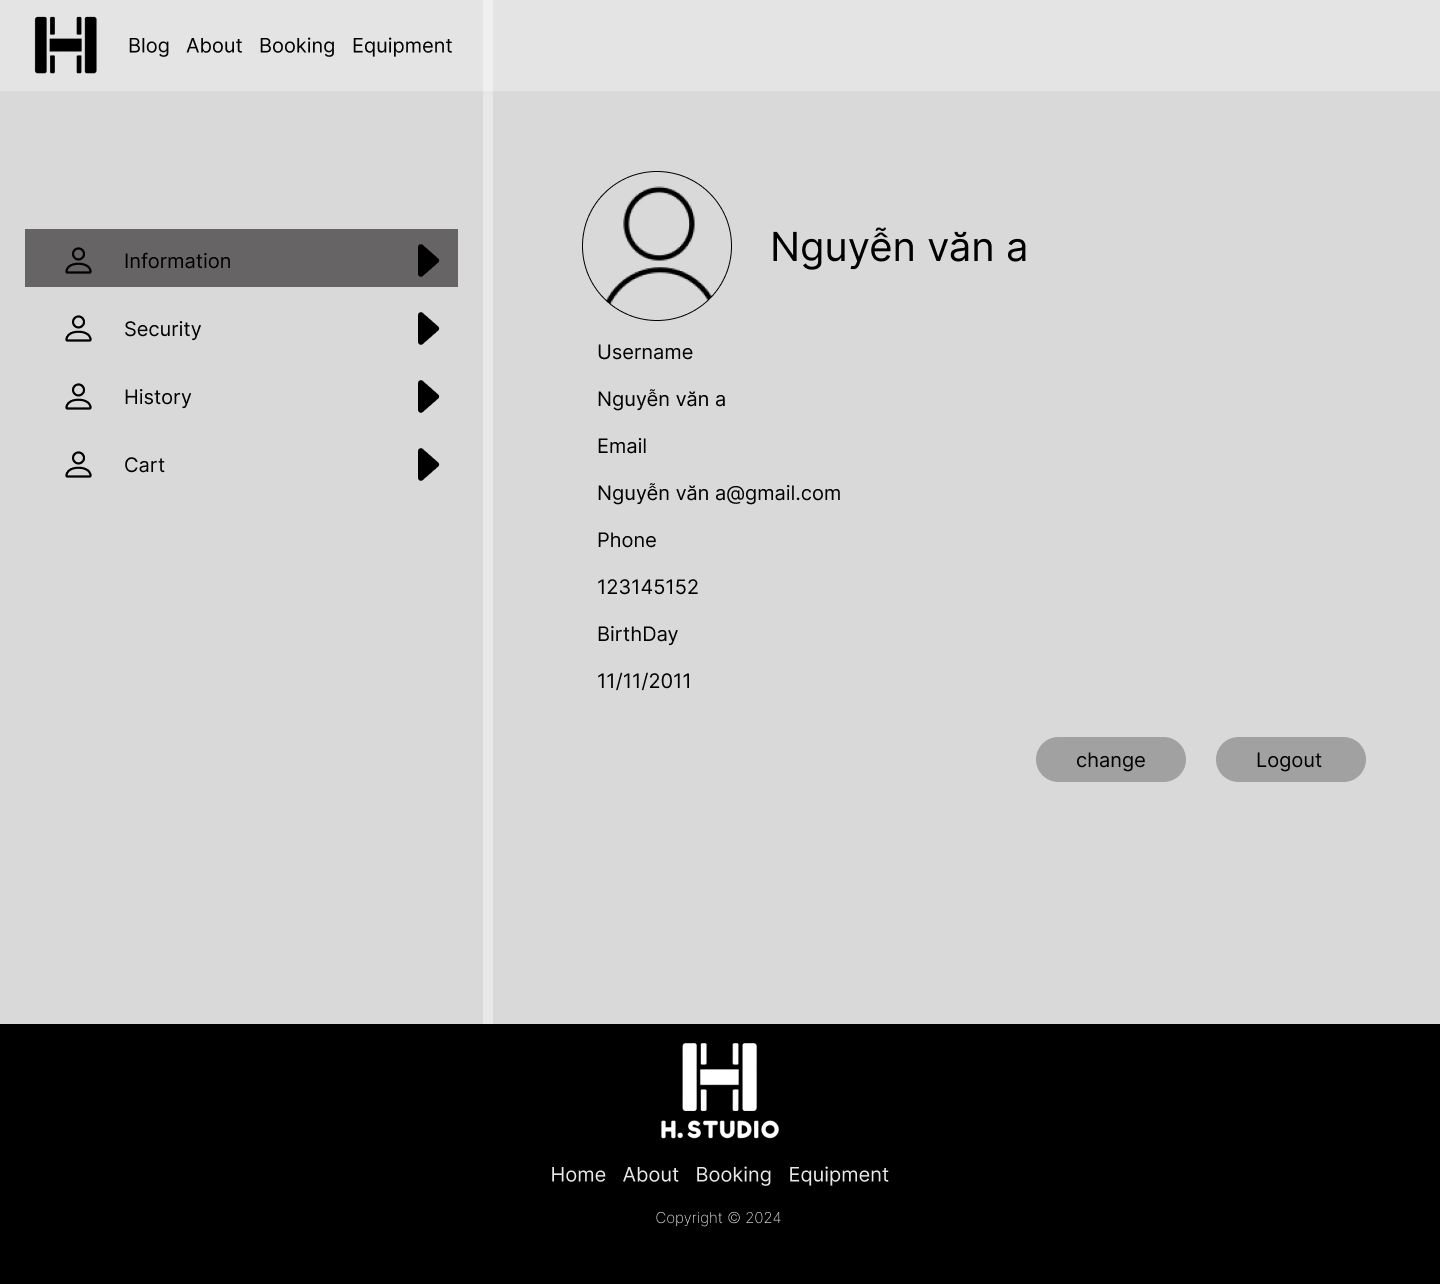 Blog About Booking Equipment
Information
Security
History
Cart
Nguyễn văn a
Username
Nguyễn văn a
Email
Nguyễn văn a@gmail.com
Phone
123145152
BirthDay
11/11/2011
change Logout
H. STUDIO
Home About Booking Equipment
Copyright © 2024